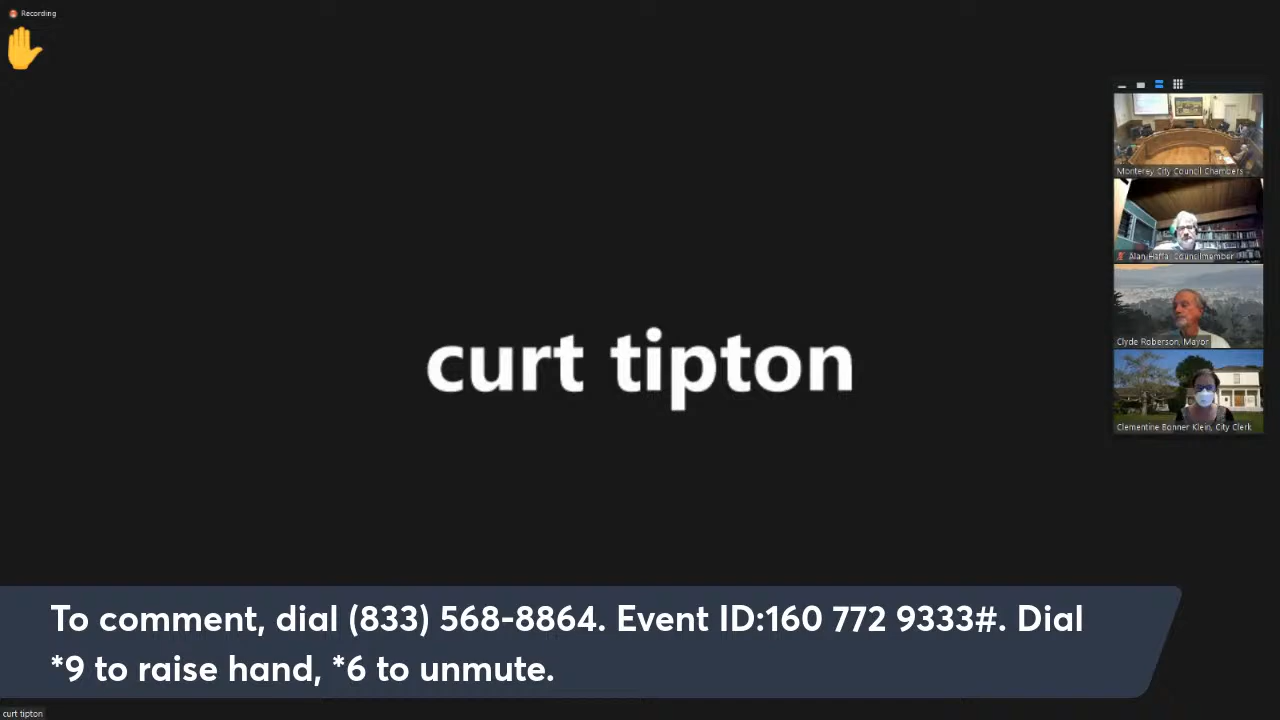 Recording
Monterey City Council Chambers
Alan Haffa, Councilmember
Clyde Roberson, Mayor
Clementine Bonner Klein, City Clerk
curt tipton
To comment, dial (833) 568-8864. Event ID:160 772 9333#. Dial
*9 to raise hand, *6 to unmute.
curt tipton